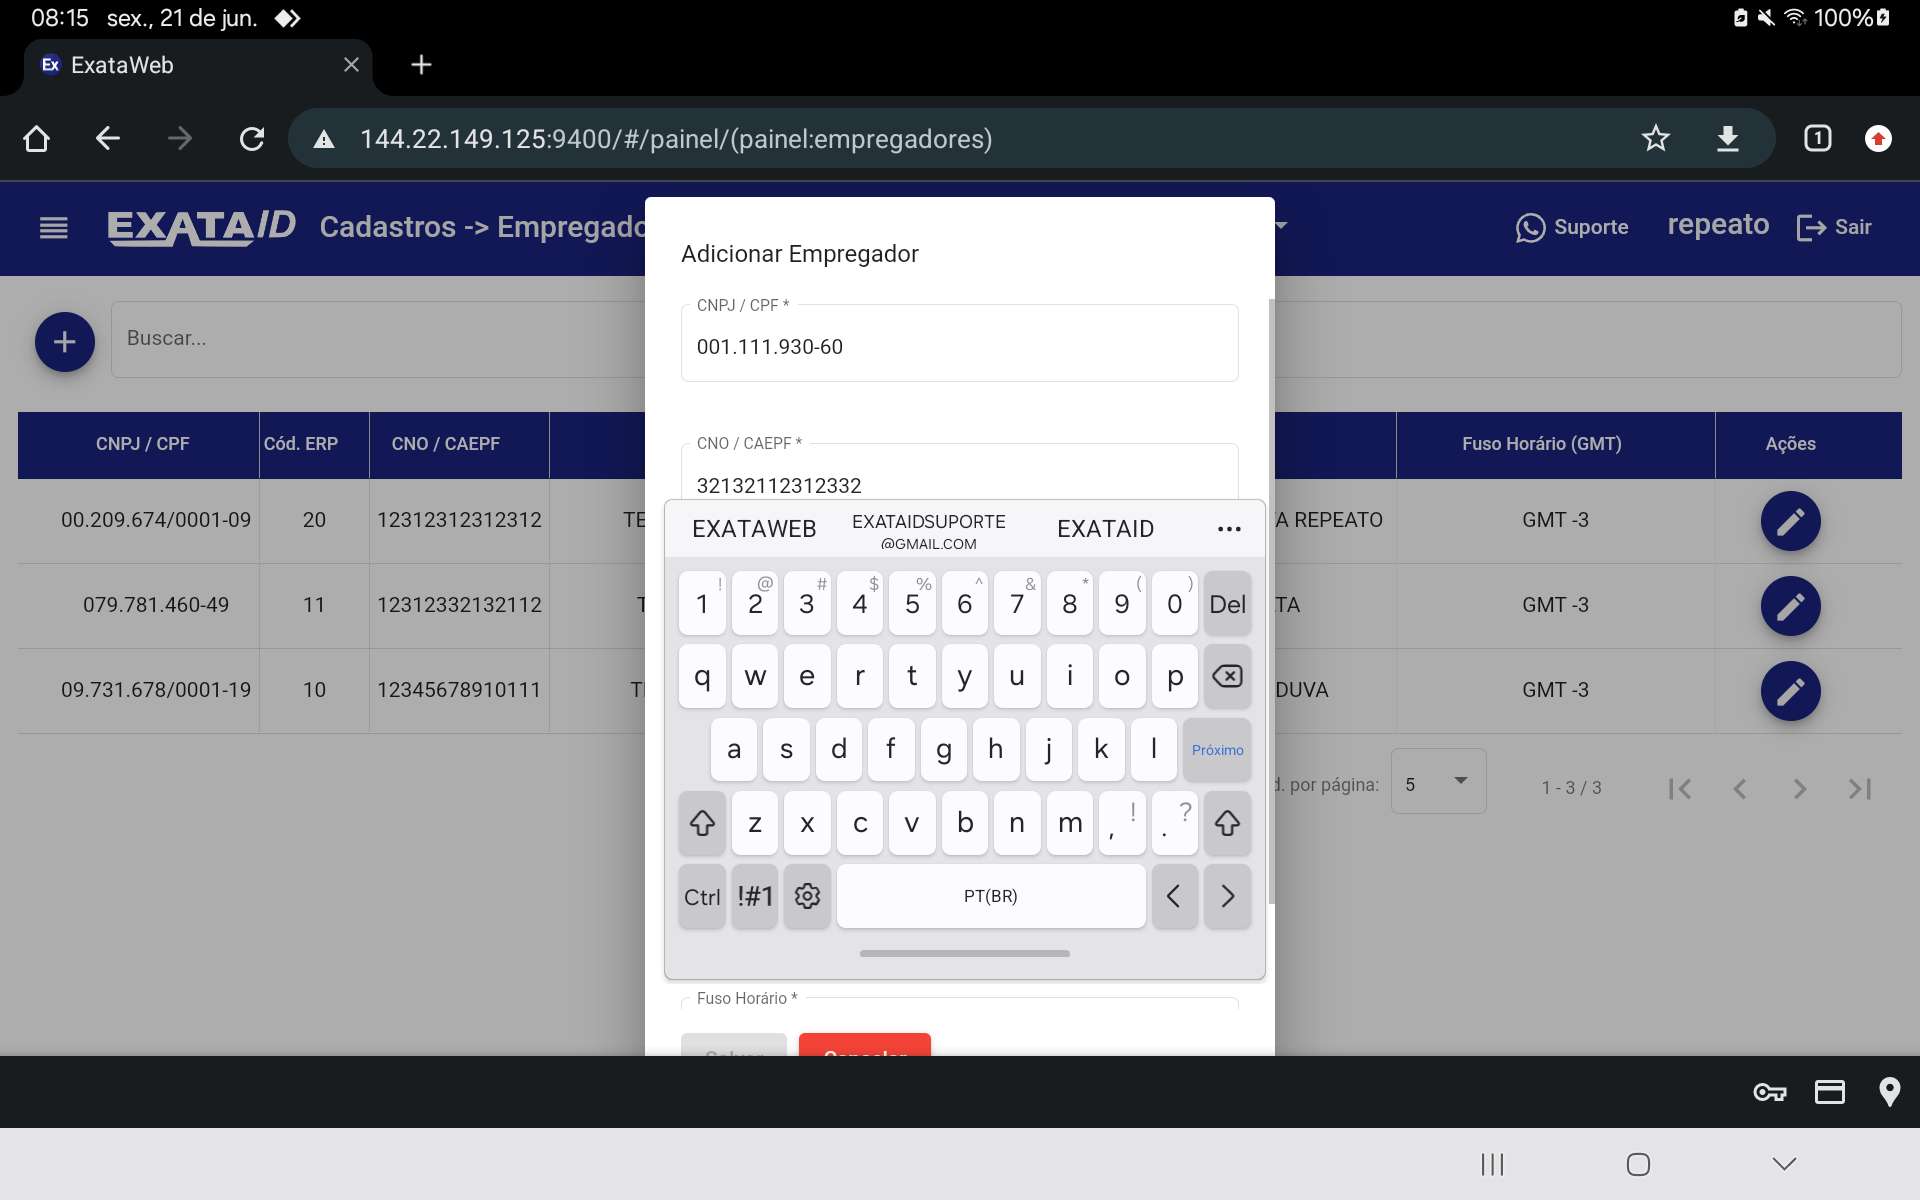 08:15 sex., 21 de jun.
100%
Ex ExataWeb
144.22.149.125:9400/#/painel/(painel:empregadores)
1
EXATAID Cadastros -> Empregado
Suporte
repeato
Sair
Adicionar Empregador
CNPJ / CPF *
001.111.930-60
CNO / CAEPF *
32132112312332
Buscar...
CNPJ / CPF Cód. ERP CNO / CAEPF Fuso Horário (GMT) Ações
00.209.674/0001-09 20 12312312312312 TE A REPEATO GMT -3
079.781.460-49 11 12312332132112 T TA GMT -3
09.731.678/0001-19 10 12345678910111 DUVA GMT -3
d. por página: 5 1 - 3 / 3
EXATAWEB EXATAIDSUPORTE
@GMAIL.COM
EXATAID
! @ # $ % ^ & * ( )
1 2 3 4 5 6 7 8 9 0 Del
q w e r t y u i o p
a s d f g h j k l Próximo
z x c v b n m , ! . ?
Ctrl !#1 PT(BR) < >
Fuso Horário *
Salvar Cancelar